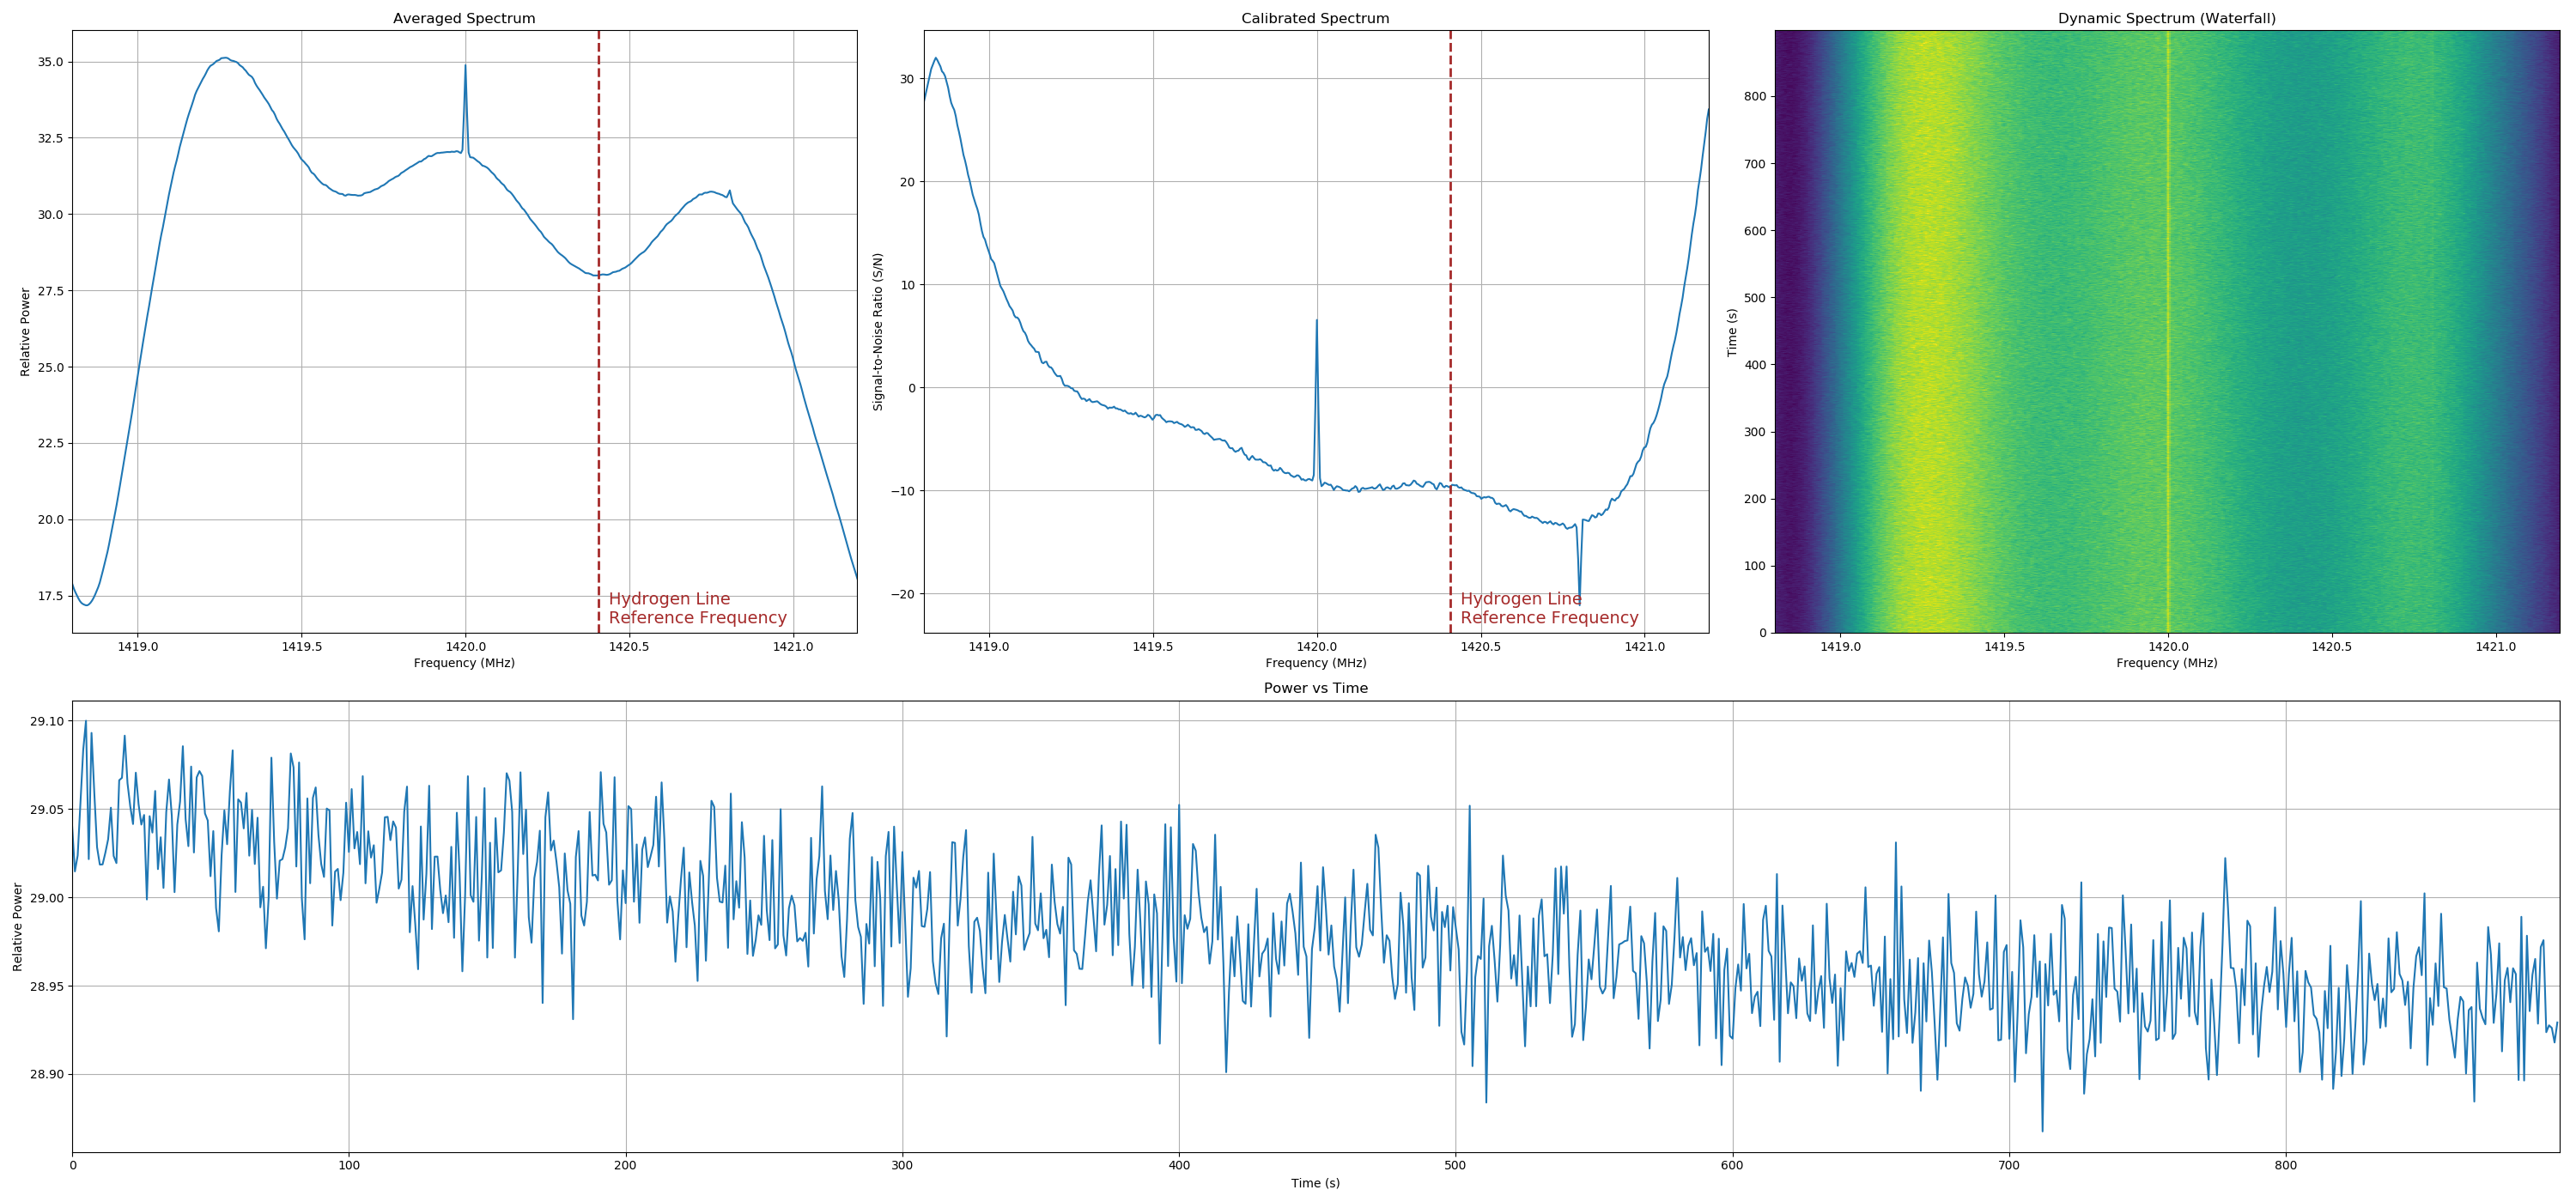 Averaged Spectrum
35.0
32.5
30.0
27.5
25.0
22.5
20.0
17.5
Relative Power
Hydrogen Line
Reference Frequency
1419.0 1419.5 1420.0 1420.5 1421.0
Frequency (MHz)
Calibrated Spectrum
30
20
10
0
−10
−20
Signal-to-Noise Ratio (S/N)
Hydrogen Line
Reference Frequency
1419.0 1419.5 1420.0 1420.5 1421.0
Frequency (MHz)
Dynamic Spectrum (Waterfall)
800
700
600
500
400
300
200
100
0
Time (s)
1419.0 1419.5 1420.0 1420.5 1421.0
Frequency (MHz)
Power vs Time
29.10
29.05
29.00
28.95
28.90
Relative Power
0 100 200 300 400 500 600 700 800
Time (s)